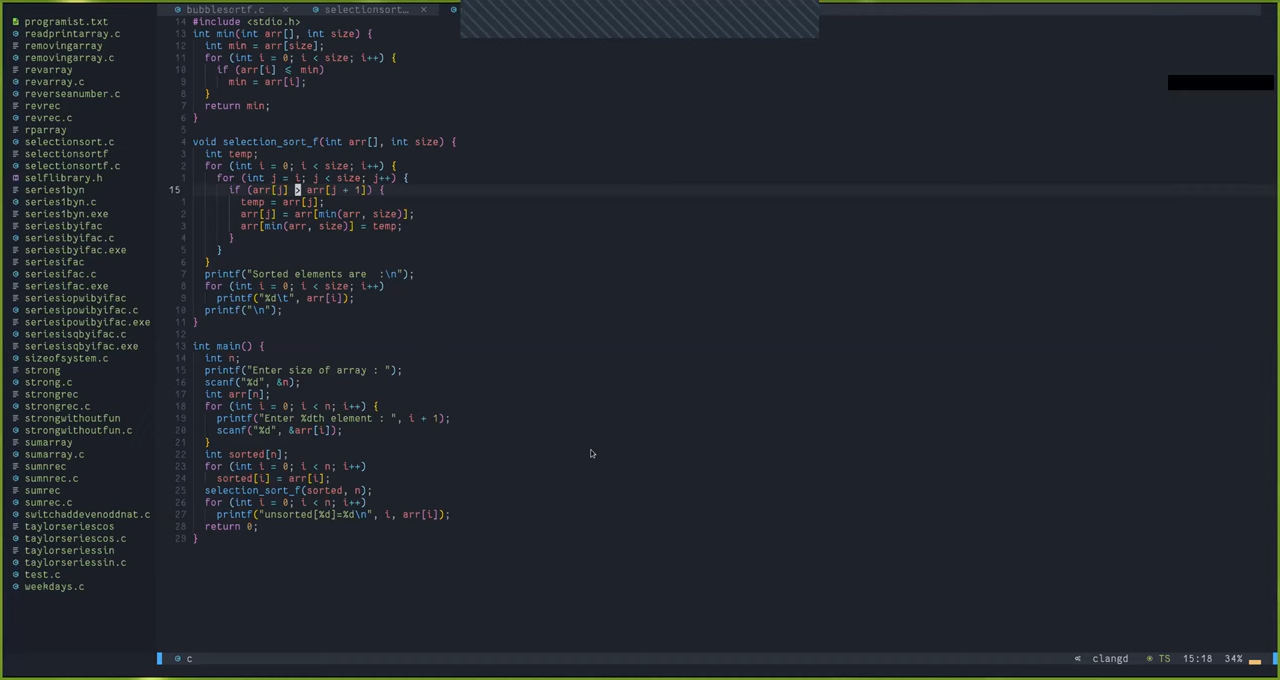 bubblesortf.c × selectionsort… ×
programist.txt
readprintarray.c
removingarray
removingarray.c
revarray
revarray.c
reverseanumber.c
revrec
revrec.c
rparray
selectionsort.c
selectionsortf
selectionsortf.c
selflibrary.h
series1byn
series1byn.c
series1byn.exe
seriesibyifac
seriesibyifac.c
seriesibyifac.exe
seriesifac
seriesifac.c
seriesifac.exe
seriesiopwibyifac
seriesipowibyifac.c
seriesipowibyifac.exe
seriesisqbyifac.c
seriesisqbyifac.exe
sizeofsystem.c
strong
strong.c
strongrec
strongrec.c
strongwithoutfun
strongwithoutfun.c
sumarray
sumarray.c
sumnrec
sumnrec.c
sumrec
sumrec.c
switchaddevenoddnat.c
taylorseriescos
taylorseriescos.c
taylorseriessin
taylorseriessin.c
test.c
weekdays.c
14 #include <stdio.h>
13 int min(int arr[], int size) {
12 int min = arr[size];
11 for (int i = 0; i < size; i++) {
10 if (arr[i] ≤ min)
9 min = arr[i];
8 }
7 return min;
6 }
5
4 void selection_sort_f(int arr[], int size) {
3 int temp;
2 for (int i = 0; i < size; i++) {
1 for (int j = i; j < size; j++) {
15 if (arr[j] > arr[j + 1]) {
1 temp = arr[j];
2 arr[j] = arr[min(arr, size)];
3 arr[min(arr, size)] = temp;
4 }
5 }
6 }
7 printf("Sorted elements are  :\n");
8 for (int i = 0; i < size; i++)
9 printf("%d\t", arr[i]);
10 printf("\n");
11 }
12
13 int main() {
14 int n;
15 printf("Enter size of array : ");
16 scanf("%d", &n);
17 int arr[n];
18 for (int i = 0; i < n; i++) {
19 printf("Enter %dth element : ", i + 1);
20 scanf("%d", &arr[i]);
21 }
22 int sorted[n];
23 for (int i = 0; i < n; i++)
24 sorted[i] = arr[i];
25 selection_sort_f(sorted, n);
26 for (int i = 0; i < n; i++)
27 printf("unsorted[%d]=%d\n", i, arr[i]);
28 return 0;
29 }
c clangd TS 15:18 34%